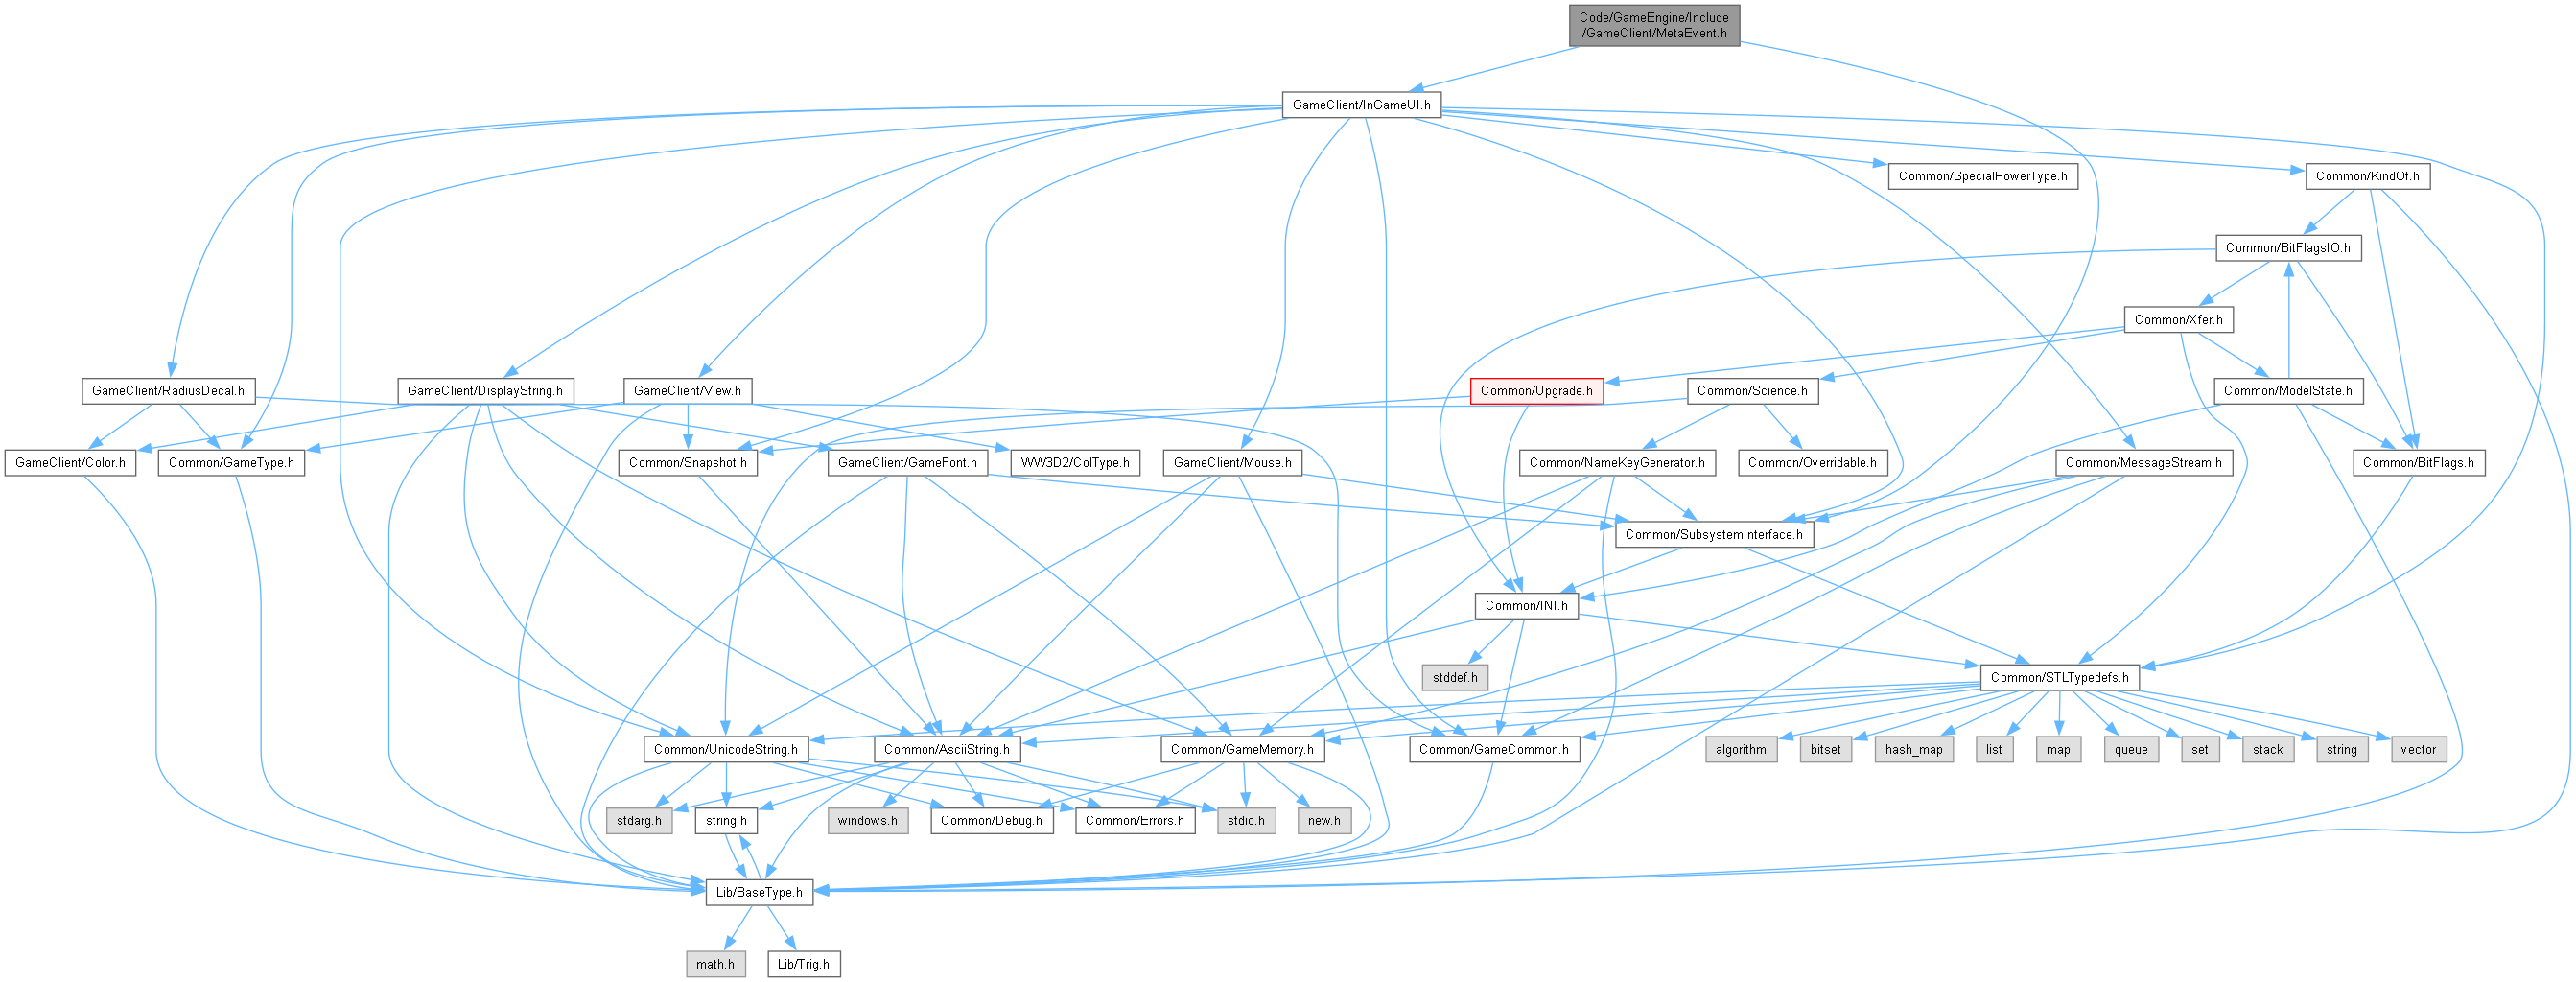 Code/GameEngine/Include
/GameClient/MetaEvent.h
GameClient/InGameUI.h
Common/SpecialPowerType.h
Common/KindOf.h
Common/BitFlagsIO.h
Common/Xfer.h
GameClient/RadiusDecal.h
GameClient/DisplayString.h
GameClient/View.h
Common/Upgrade.h
Common/Science.h
Common/ModelState.h
GameClient/Color.h
Common/GameType.h
Common/Snapshot.h
GameClient/GameFont.h
WW3D2/ColType.h
GameClient/Mouse.h
Common/NameKeyGenerator.h
Common/Overridable.h
Common/MessageStream.h
Common/BitFlags.h
Common/SubsystemInterface.h
Common/INI.h
stddef.h
Common/STLTypedefs.h
Common/UnicodeString.h
Common/AsciiString.h
Common/GameMemory.h
Common/GameCommon.h
algorithm
bitset
hash_map
list
map
queue
set
stack
string
vector
stdarg.h
string.h
windows.h
Common/Debug.h
Common/Errors.h
stdio.h
new.h
Lib/BaseType.h
math.h
Lib/Trig.h